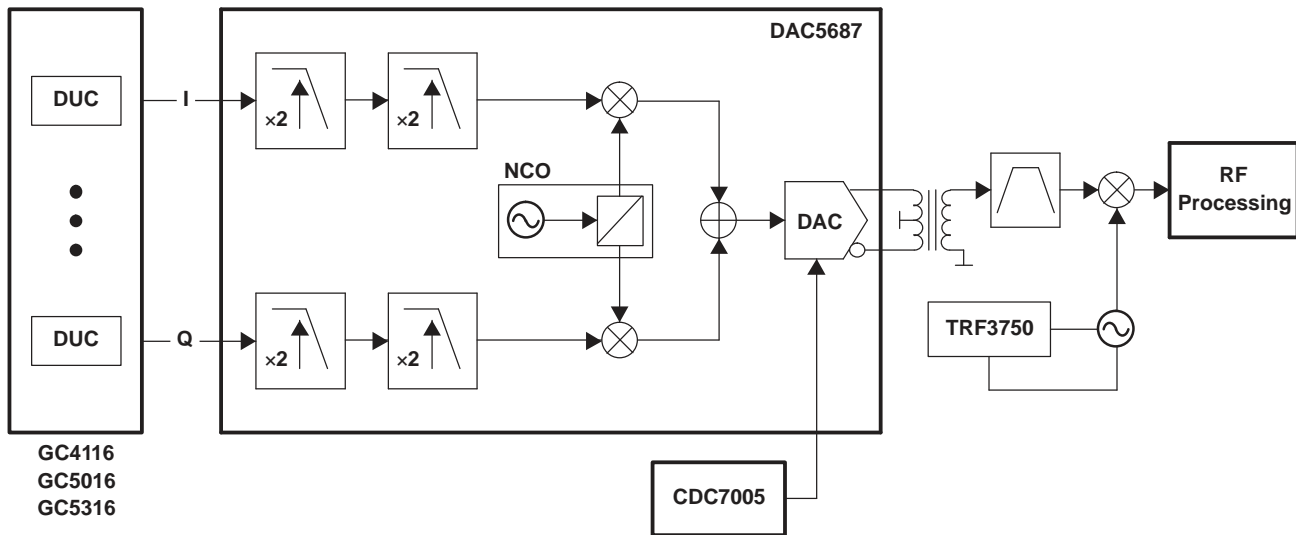 DAC5687
DUC
I
×2
×2
NCO
DAC
RF
Processing
DUC
Q
×2
×2
TRF3750
GC4116
GC5016
GC5316
CDC7005